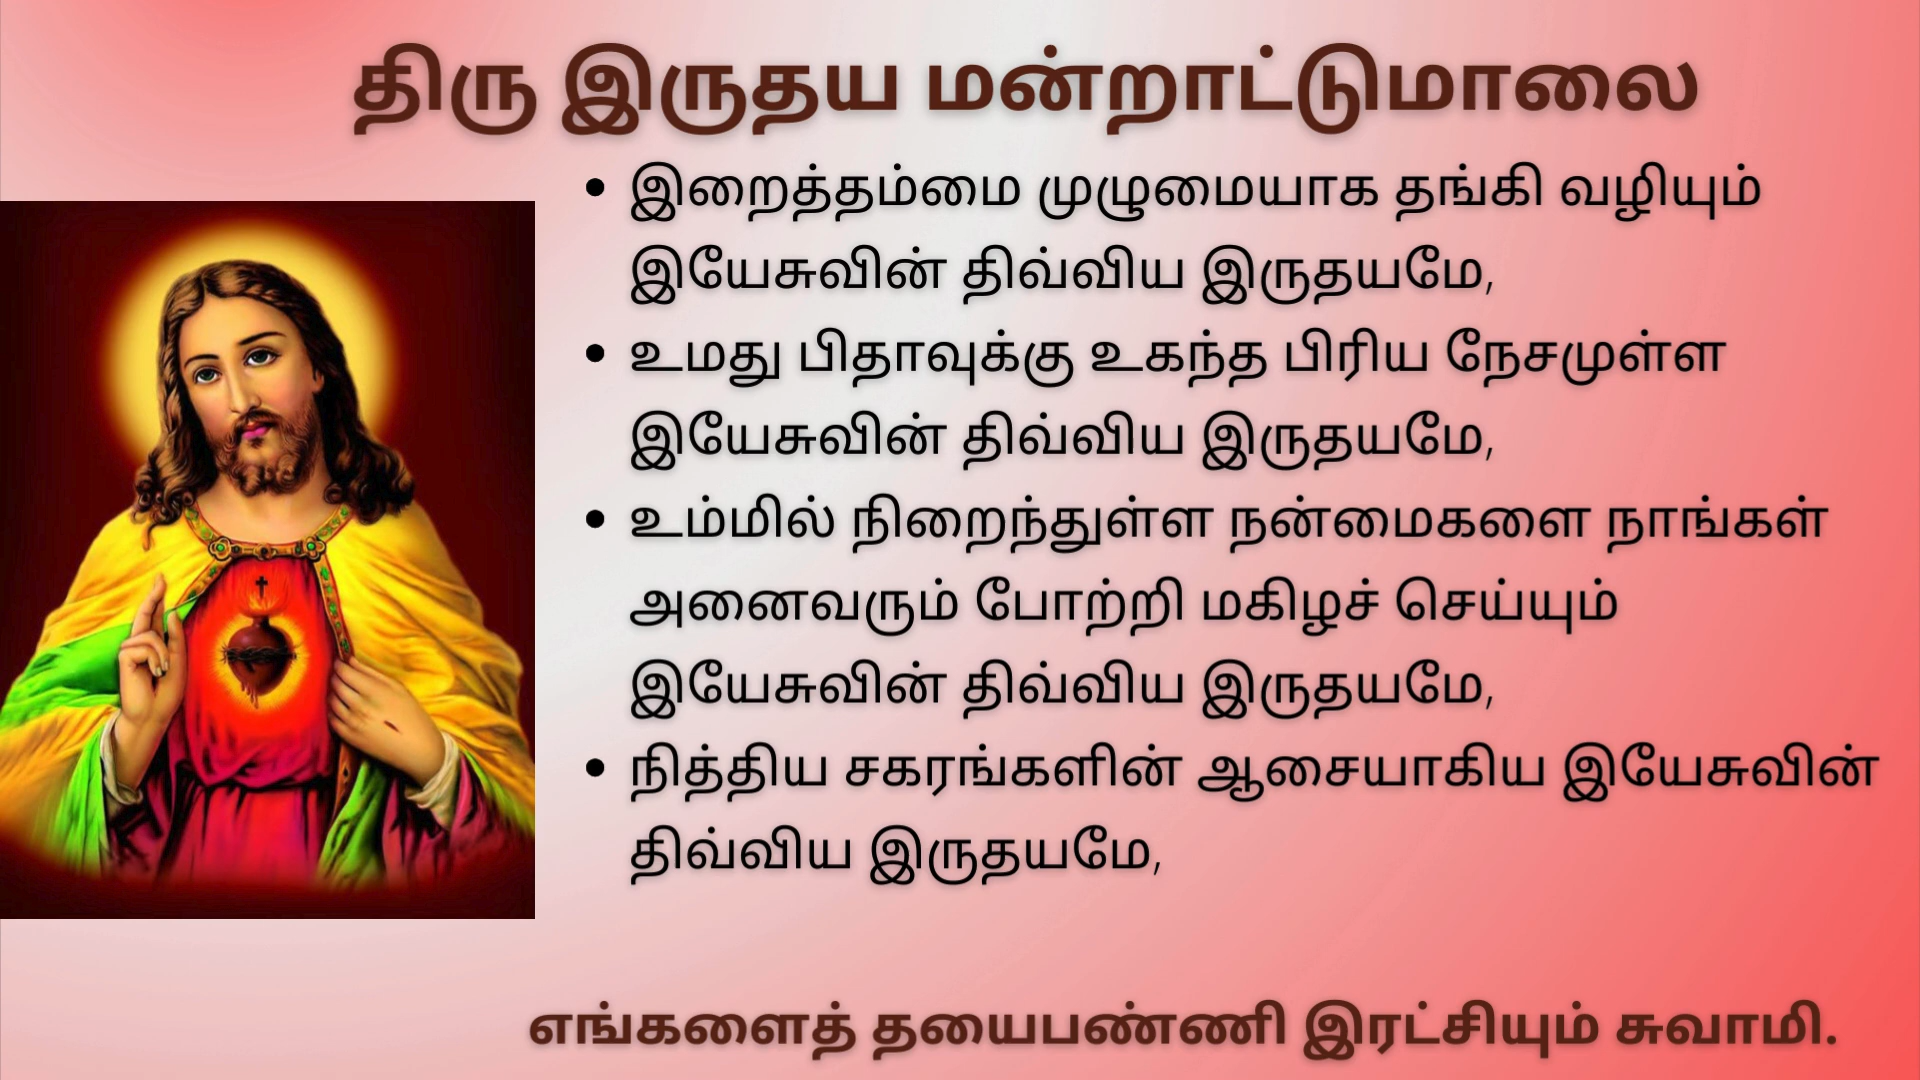 திரு இருதய மன்றாட்டுமாலை
• இறைத்தம்மை முழுமையாக தங்கி வழியும்
இயேசுவின் திவ்விய இருதயமே,
• உமது பிதாவுக்கு உகந்த பிரிய நேசமுள்ள
இயேசுவின் திவ்விய இருதயமே,
• உம்மில் நிறைந்துள்ள நன்மைகளை நாங்கள்
அனைவரும் போற்றி மகிழச் செய்யும்
இயேசுவின் திவ்விய இருதயமே,
• நித்திய சகரங்களின் ஆசையாகிய இயேசுவின்
திவ்விய இருதயமே,
எங்களைத் தயைபண்ணி இரட்சியும் சுவாமி.